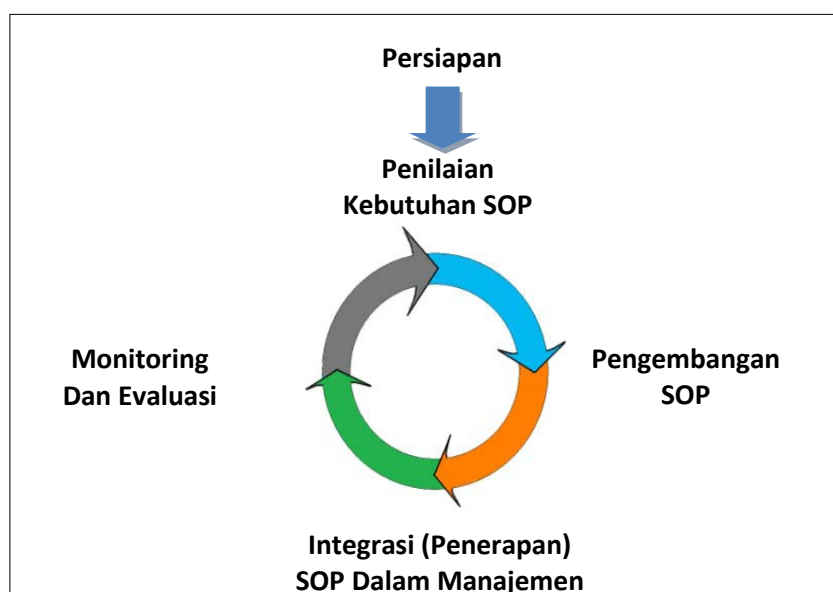 Persiapan
Penilaian
Kebutuhan SOP
Monitoring
Dan Evaluasi
Pengembangan
SOP
Integrasi (Penerapan)
SOP Dalam Manajemen